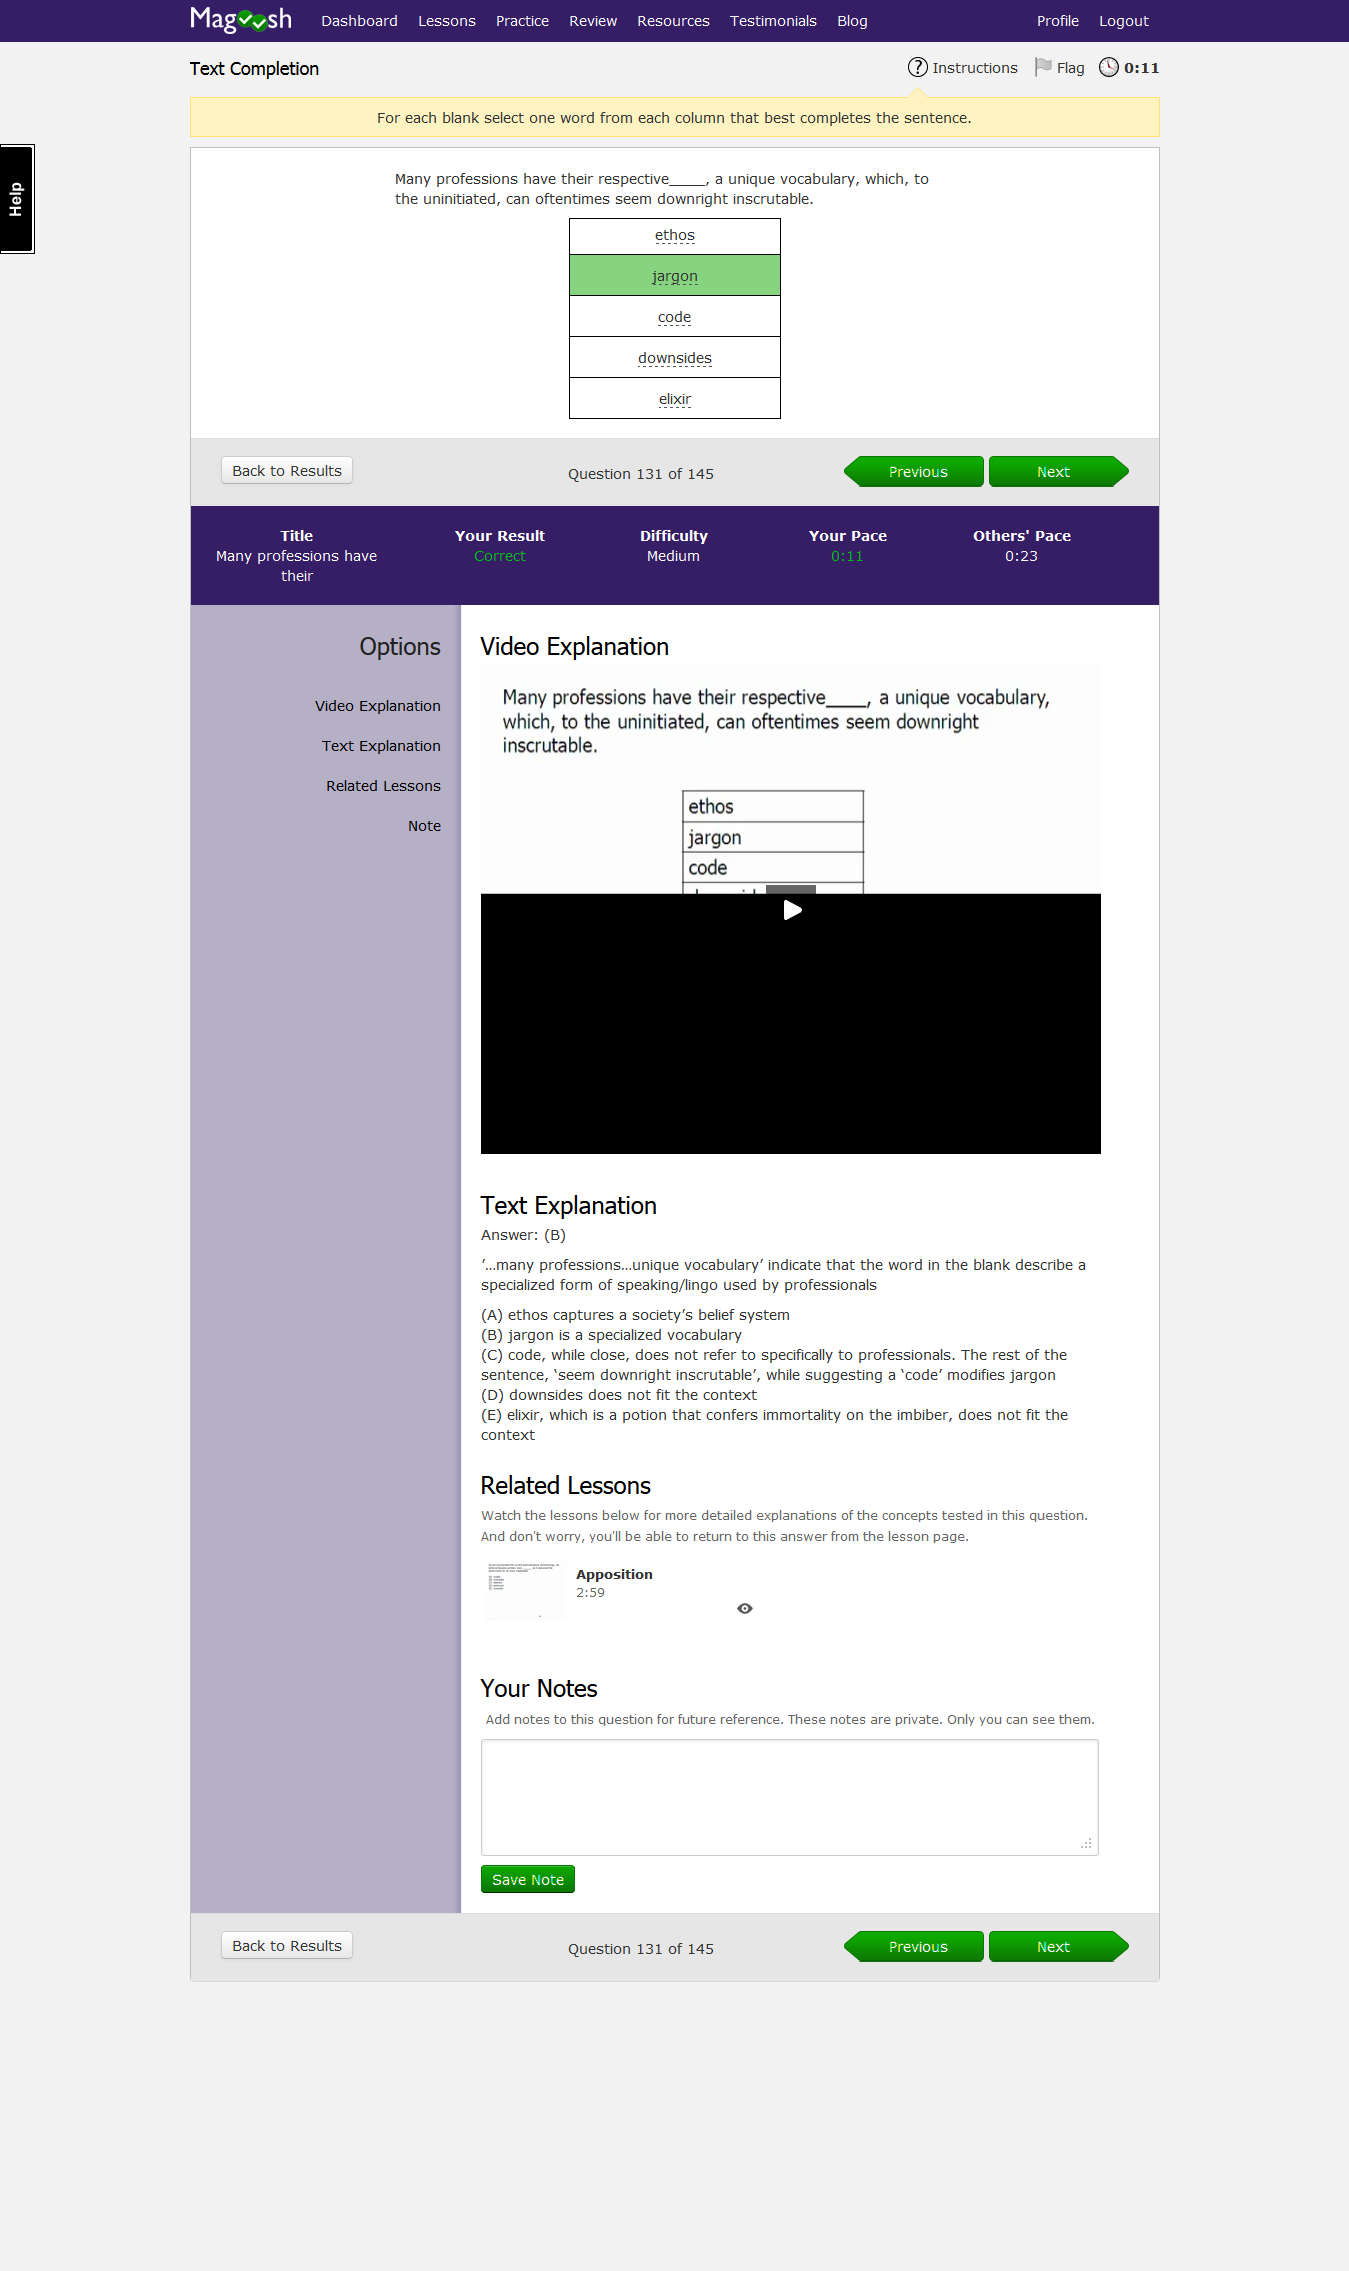 Magoosh Dashboard Lessons Practice Review Resources Testimonials Blog Profile Logout
Text Completion Instructions Flag 0:11
For each blank select one word from each column that best completes the sentence.
Help
Many professions have their respective____, a unique vocabulary, which, to
the uninitiated, can oftentimes seem downright inscrutable.
ethos
jargon
code
downsides
elixir
Back to Results Question 131 of 145 Previous Next
Title Your Result Difficulty Your Pace Others' Pace
Many professions have Correct Medium 0:11 0:23
their
Options
Video Explanation
Text Explanation
Related Lessons
Note
Video Explanation
Many professions have their respective____, a unique vocabulary,
which, to the uninitiated, can oftentimes seem downright
inscrutable.
ethos
jargon
code
Text Explanation
Answer: (B)
’…many professions…unique vocabulary’ indicate that the word in the blank describe a
specialized form of speaking/lingo used by professionals
(A) ethos captures a society’s belief system
(B) jargon is a specialized vocabulary
(C) code, while close, does not refer to specifically to professionals. The rest of the
sentence, ‘seem downright inscrutable’, while suggesting a ‘code’ modifies jargon
(D) downsides does not fit the context
(E) elixir, which is a potion that confers immortality on the imbiber, does not fit the
context
Related Lessons
Watch the lessons below for more detailed explanations of the concepts tested in this question.
And don't worry, you'll be able to return to this answer from the lesson page.
Apposition
2:59
Your Notes
Add notes to this question for future reference. These notes are private. Only you can see them.
Save Note
Back to Results Question 131 of 145 Previous Next